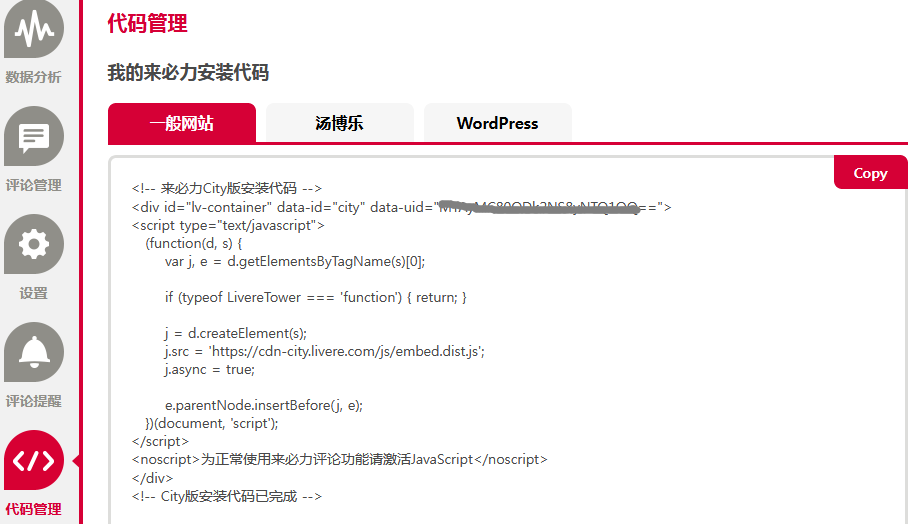 代码管理
我的来必力安装代码
一般网站
汤博乐
WordPress
Copy
<!-- 来必力City版安装代码 -->
<div id="lv-container" data-id="city" data-uid="==">
<script type="text/javascript">
(function(d, s) {
var j, e = d.getElementsByTagName(s)[0];
if (typeof LivereTower === 'function') { return; }
j = d.createElement(s);
j.src = 'https://cdn-city.livere.com/js/embed.dist.js';
j.async = true;
e.parentNode.insertBefore(j, e);
})(document, 'script');
</script>
<noscript>为正常使用来必力评论功能请激活JavaScript</noscript>
</div>
<!-- City版安装代码已完成 -->
数据分析
评论管理
设置
评论提醒
代码管理